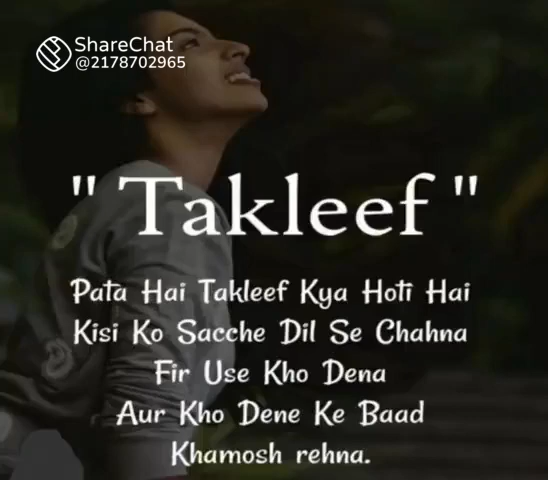 ShareChat
@2178702965
" Takleef "
Pata Hai Takleef Kya Hoti Hai
Kisi Ko Sacche Dil Se Chahna
Fir Use Kho Dena
Aur Kho Dene Ke Baad
Khamosh rehna.